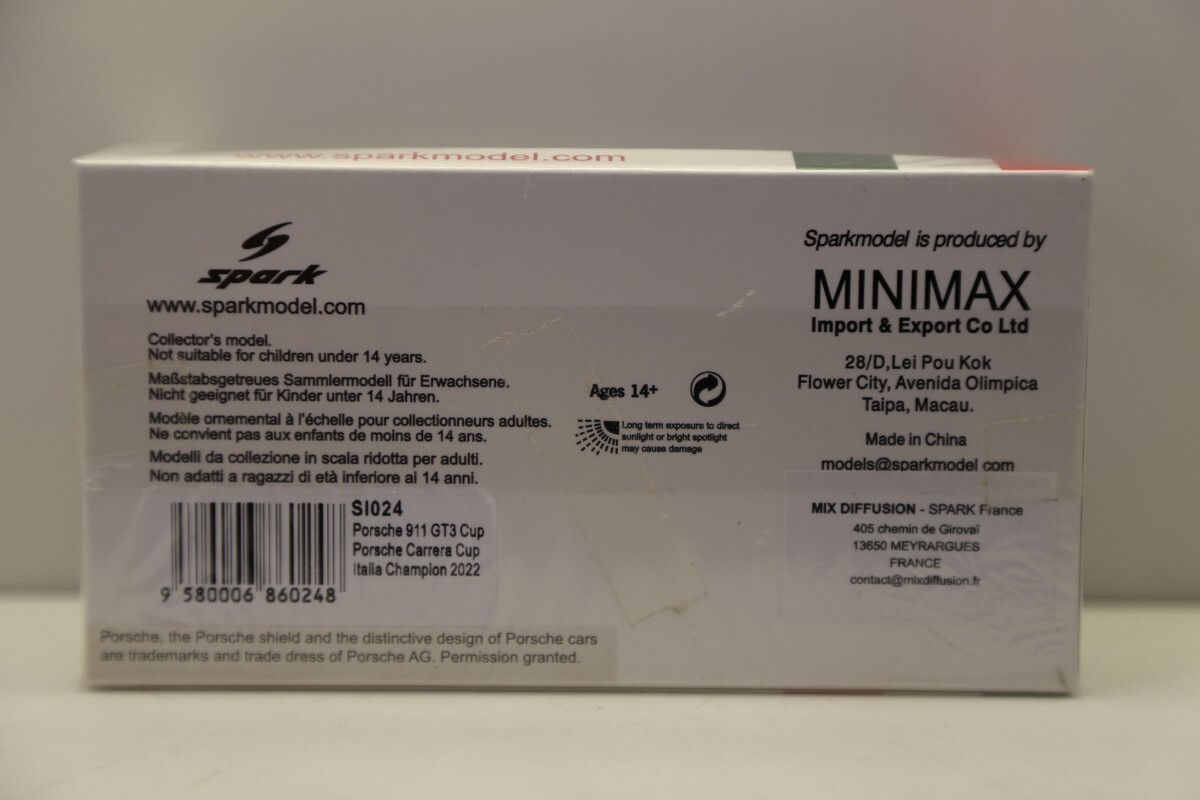 www.sparkmodel.com
spark
www.sparkmodel.com
Collector's model.
Not suitable for children under 14 years.
Maßstabsgetreues Sammlermodell für Erwachsene.
Nicht geeignet für Kinder unter 14 Jahren.
Modèle ornemental à l'échelle pour collectionneurs adultes.
Ne convient pas aux enfants de moins de 14 ans.
Modelli da collezione in scala ridotta per adulti.
Non adatti a ragazzi di età inferiore ai 14 anni.
SI024
Porsche 911 GT3 Cup
Porsche Carrera Cup
Italia Champion 2022
9 580006 860248
Porsche, the Porsche shield and the distinctive design of Porsche cars
are trademarks and trade dress of Porsche AG. Permission granted.
Ages 14+
Long term exposure to direct
sunlight or bright spotlight
may cause damage
Sparkmodel is produced by
MINIMAX
Import & Export Co Ltd
28/D,Lei Pou Kok
Flower City, Avenida Olimpica
Taipa, Macau.
Made in China
models@sparkmodel com
MIX DIFFUSION - SPARK France
405 chemin de Girovaï
13650 MEYRARGUES
FRANCE
contact@mixdiffusion.fr